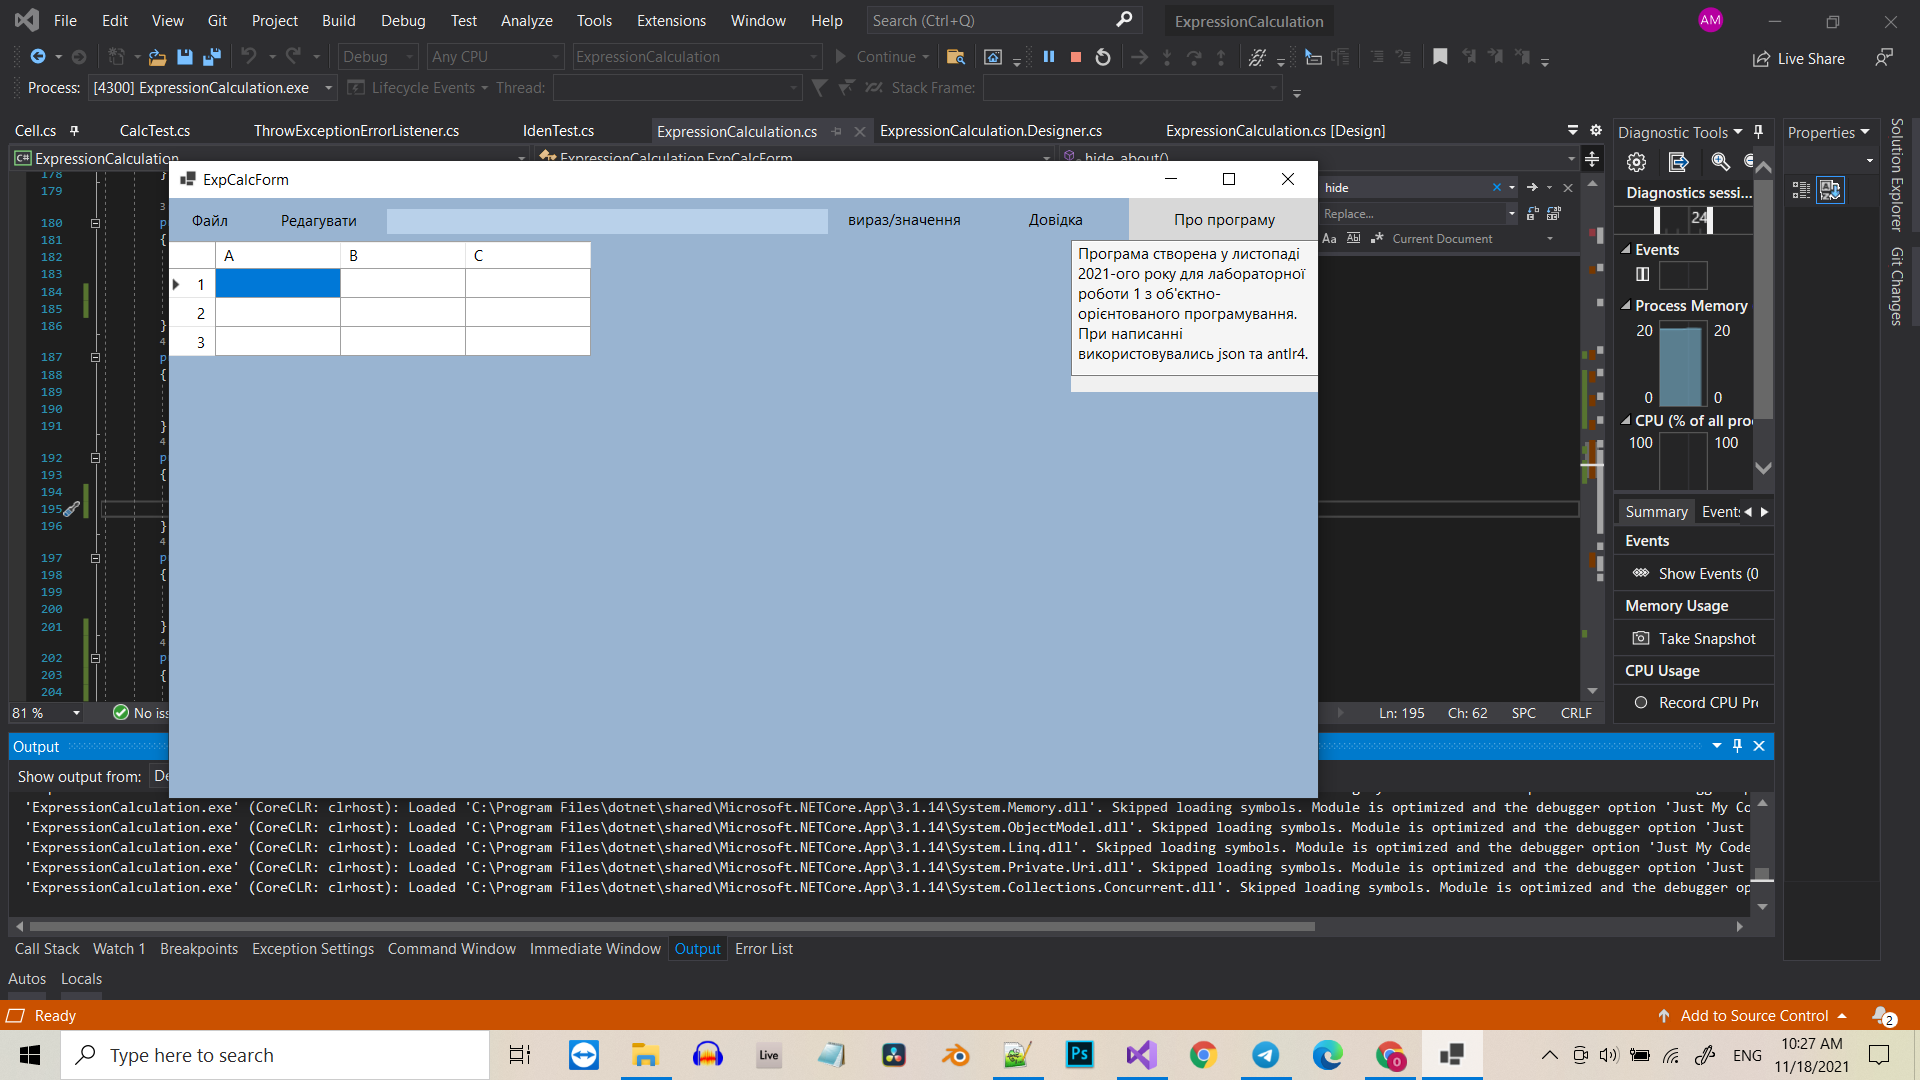 File Edit View Git Project Build Debug Test Analyze Tools Extensions Window Help Search (Ctrl+Q) ExpressionCalculation AM
Debug Any CPU ExpressionCalculation Continue Live Share
Process: [4300] ExpressionCalculation.exe Lifecycle Events Thread: Stack Frame:
Cell.cs CalcTest.cs ThrowExceptionErrorListener.cs IdenTest.cs ExpressionCalculation.cs ExpressionCalculation.Designer.cs ExpressionCalculation.cs [Design]
Diagnostic Tools Properties
Solution Explorer
Git Changes
C# ExpressionCalculation ExpressionCalculation.ExpCalcForm hide_about()
ExpCalcForm
Файл Редагувати вираз/значення Довідка Про програму
A B C
1
2
3
Програма створена у листопаді
2021-ого року для лабораторної
роботи 1 з об'єктно-
орієнтованого програмування.
При написанні
використовувались json та antlr4.
hide
Replace...
Aa Ab Current Document
178 }
179
3
180 p
181 {
182
183
184
185
186 }
4
187 p
188 {
189
190
191 }
4
192 p
193 {
194
195
196 }
4
197 p
198 {
199
200
201 }
4
202 p
203 {
204
81 % No iss
Ln: 195 Ch: 62 SPC CRLF
Diagnostics sessi...
24
Events
Process Memory
20 20
0 0
CPU (% of all pro
100 100
Summary Events
Events
Show Events (0
Memory Usage
Take Snapshot
CPU Usage
Record CPU Pr
Output
Show output from: De
'ExpressionCalculation.exe' (CoreCLR: clrhost): Loaded 'C:\Program Files\dotnet\shared\Microsoft.NETCore.App\3.1.14\System.Memory.dll'. Skipped loading symbols. Module is optimized and the debugger option 'Just My Co
'ExpressionCalculation.exe' (CoreCLR: clrhost): Loaded 'C:\Program Files\dotnet\shared\Microsoft.NETCore.App\3.1.14\System.ObjectModel.dll'. Skipped loading symbols. Module is optimized and the debugger option 'Just
'ExpressionCalculation.exe' (CoreCLR: clrhost): Loaded 'C:\Program Files\dotnet\shared\Microsoft.NETCore.App\3.1.14\System.Linq.dll'. Skipped loading symbols. Module is optimized and the debugger option 'Just My Code
'ExpressionCalculation.exe' (CoreCLR: clrhost): Loaded 'C:\Program Files\dotnet\shared\Microsoft.NETCore.App\3.1.14\System.Private.Uri.dll'. Skipped loading symbols. Module is optimized and the debugger option 'Just
'ExpressionCalculation.exe' (CoreCLR: clrhost): Loaded 'C:\Program Files\dotnet\shared\Microsoft.NETCore.App\3.1.14\System.Collections.Concurrent.dll'. Skipped loading symbols. Module is optimized and the debugger op
Call Stack Watch 1 Breakpoints Exception Settings Command Window Immediate Window Output Error List
Autos Locals
Ready Add to Source Control 2
Type here to search Live Ps ENG 10:27 AM
11/18/2021